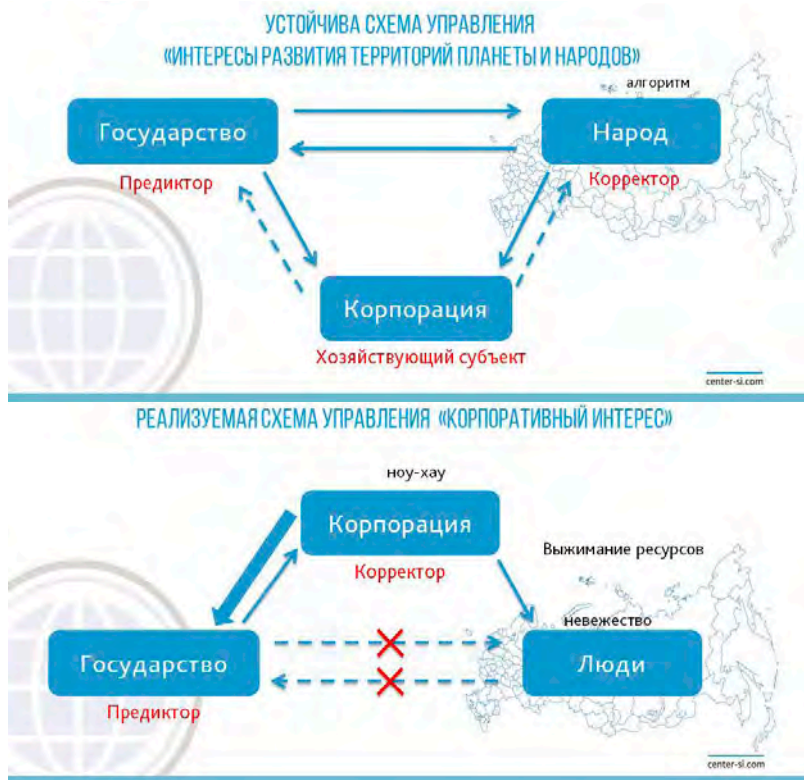 УСТОЙЧИВА СХЕМА УПРАВЛЕНИЯ
«ИНТЕРЕСЫ РАЗВИТИЯ ТЕРРИТОРИЙ ПЛАНЕТЫ И НАРОДОВ»
алгоритм
Государство
Народ
Предиктор
Корректор
Корпорация
Хозяйствующий субъект
center-si.com
РЕАЛИЗУЕМАЯ СХЕМА УПРАВЛЕНИЯ «КОРПОРАТИВНЫЙ ИНТЕРЕС»
ноу-хау
Корпорация
Выжимание ресурсов
Корректор
невежество
Государство
Люди
Предиктор
center-si.com